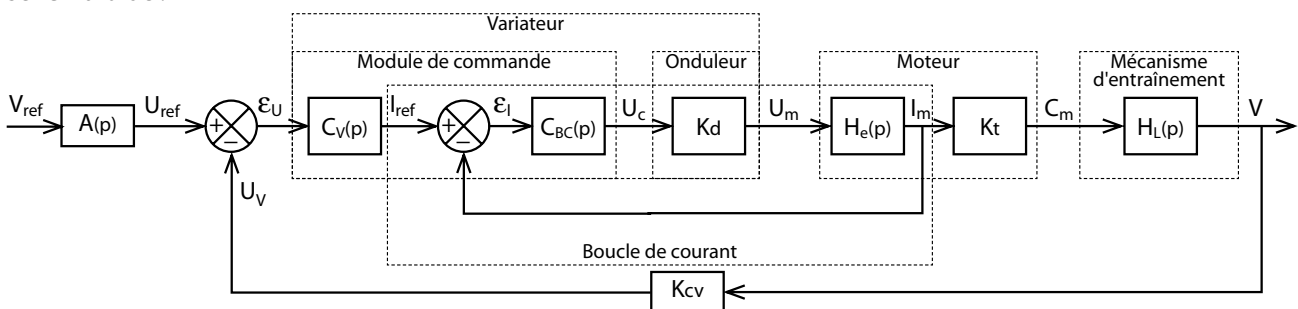 Variateur
Module de commande
Onduleur
Moteur
Mécanisme
d'entraînement
V_ref
A(p)
U_ref
+
−
ε_U
C_V(p)
I_ref
+
−
ε_I
C_BC(p)
U_c
Kd
U_m
H_e(p)
I_m
Kt
C_m
H_L(p)
V
U_V
Boucle de courant
Kcv